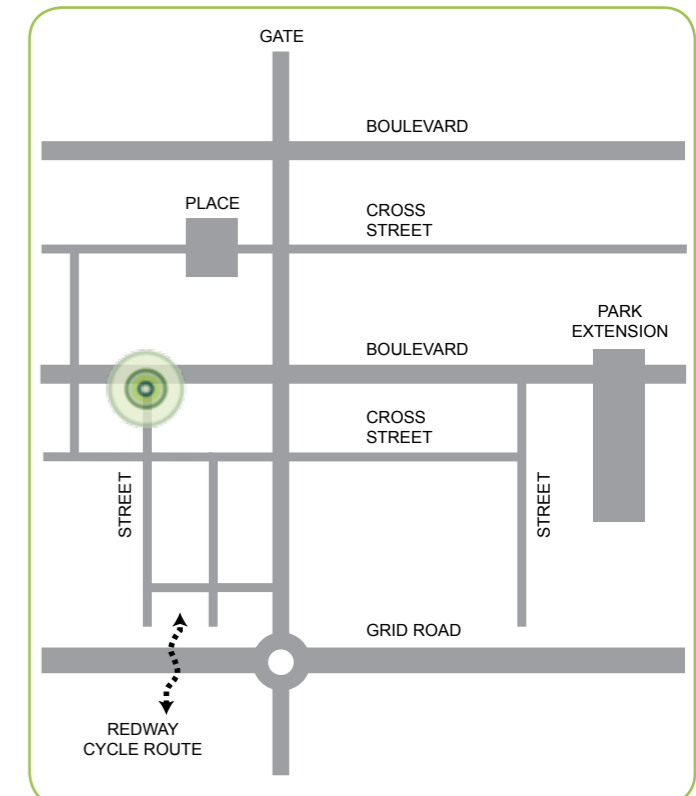 GATE
BOULEVARD
PLACE
CROSS
STREET
PARK
EXTENSION
BOULEVARD
CROSS
STREET
STREET
STREET
GRID ROAD
REDWAY
CYCLE ROUTE